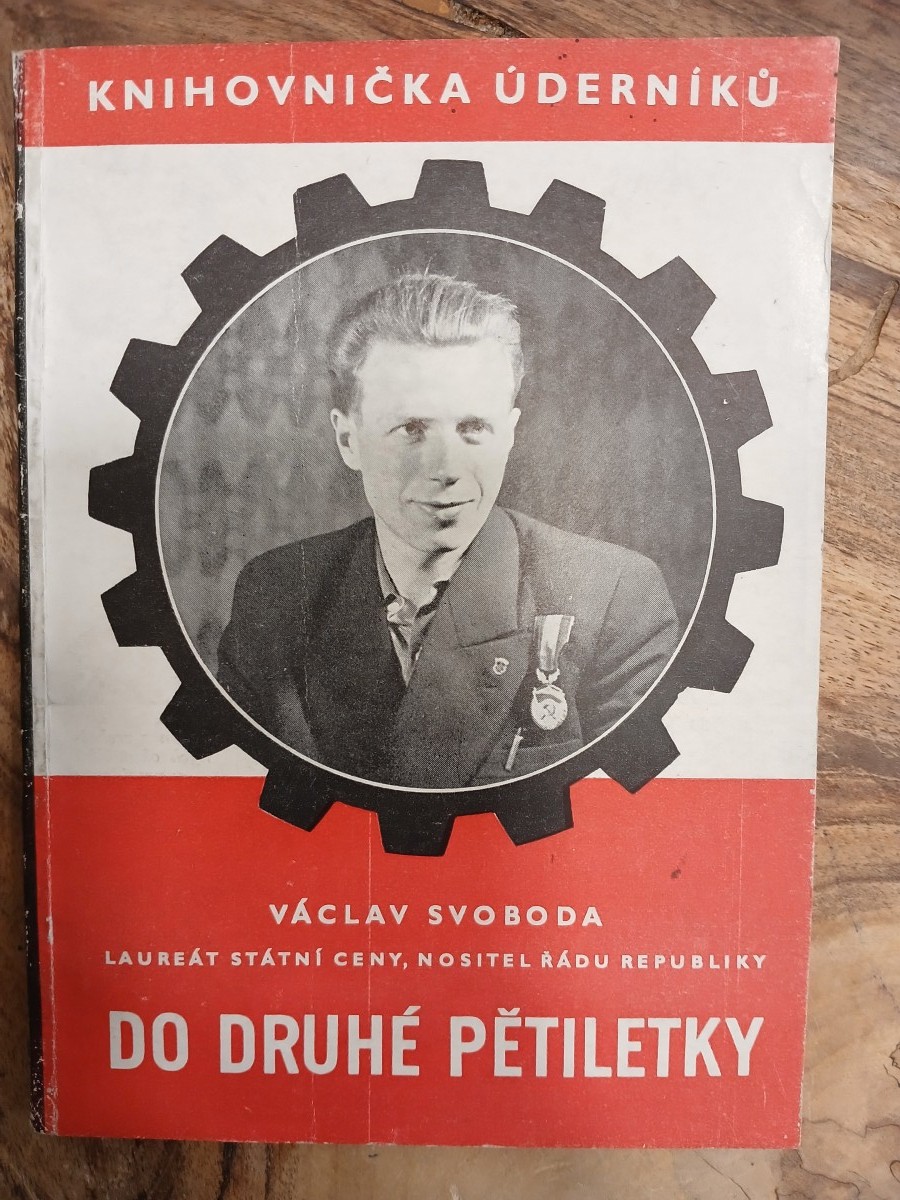 KNIHOVNIČKA ÚDERNÍKŮ
VÁCLAV SVOBODA
LAUREÁT STÁTNÍ CENY, NOSITEL ŘÁDU REPUBLIKY
DO DRUHÉ PĚTILETKY